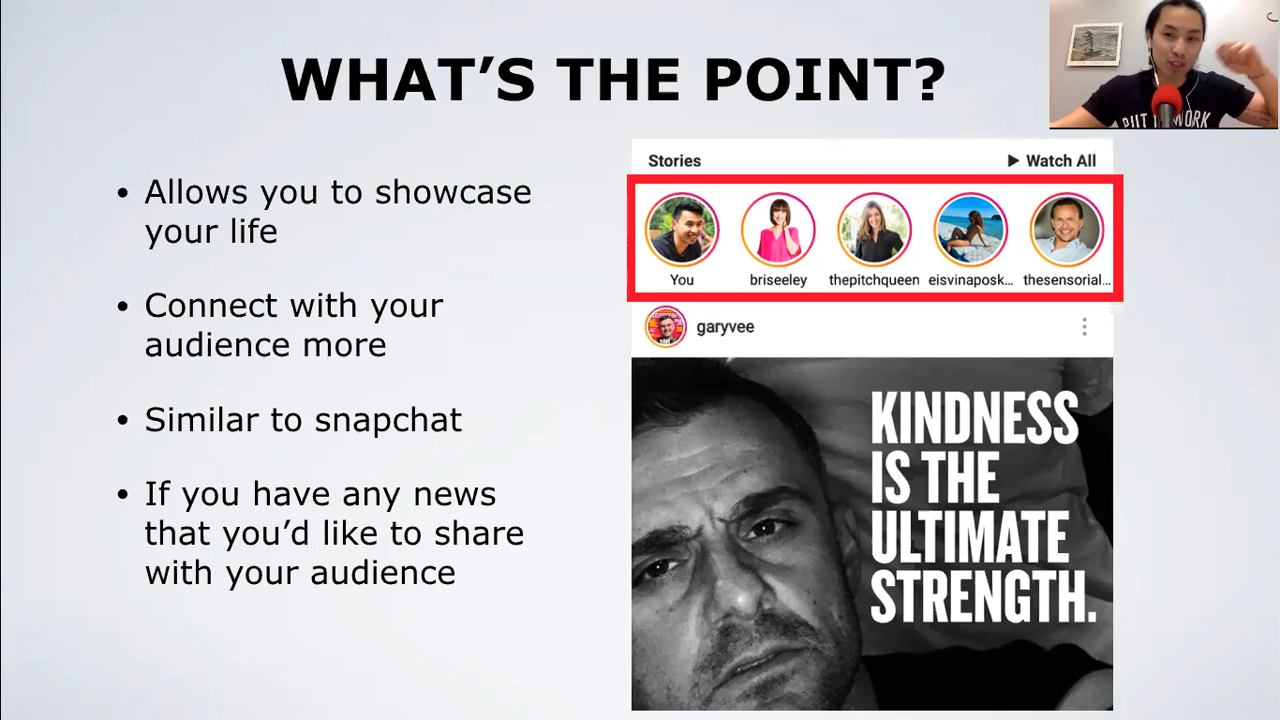 WHAT'S THE POINT?
• Allows you to showcase
your life
• Connect with your
audience more
• Similar to snapchat
• If you have any news
that you'd like to share
with your audience
Stories
Watch All
You
briseeley
thepitchqueen
eisvinaposk...
thesensorial...
garyvee
KINDNESS
IS THE
ULTIMATE
STRENGTH.
WORK